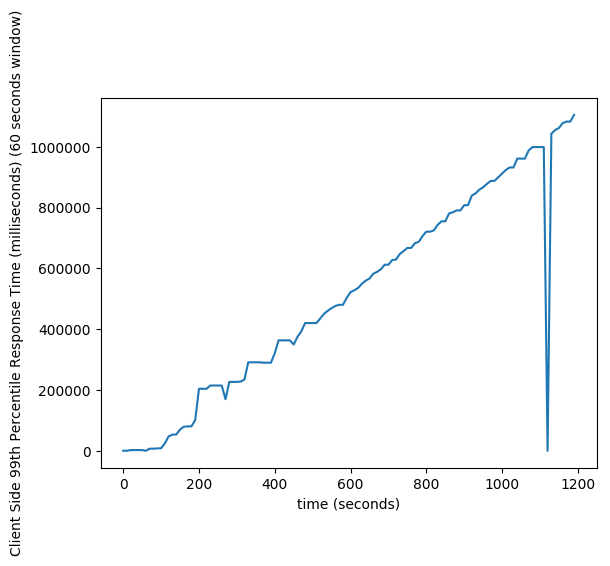 Client Side 99th Percentile Response Time (milliseconds) (60 seconds window)
1000000
800000
600000
400000
200000
0
0 200 400 600 800 1000 1200
time (seconds)